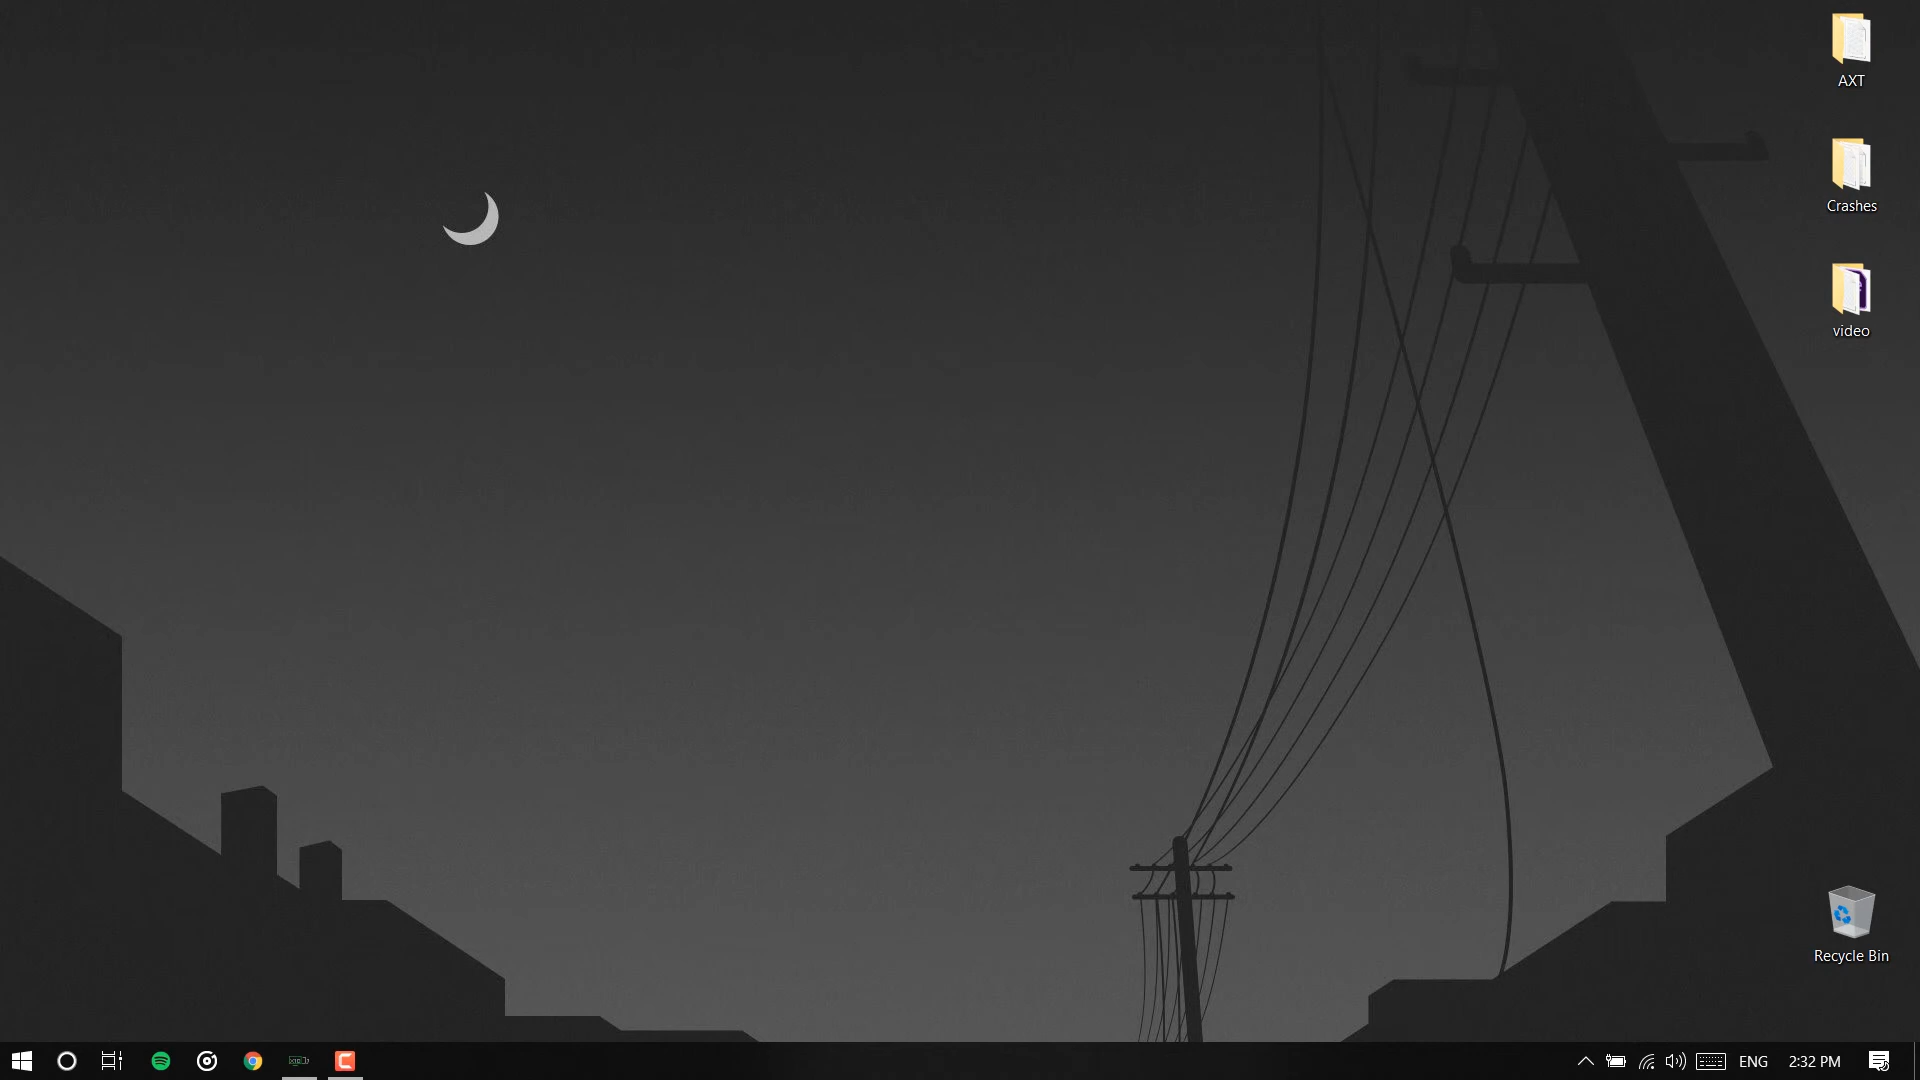 AXT
Crashes
video
Recycle Bin
ENG
2:32 PM